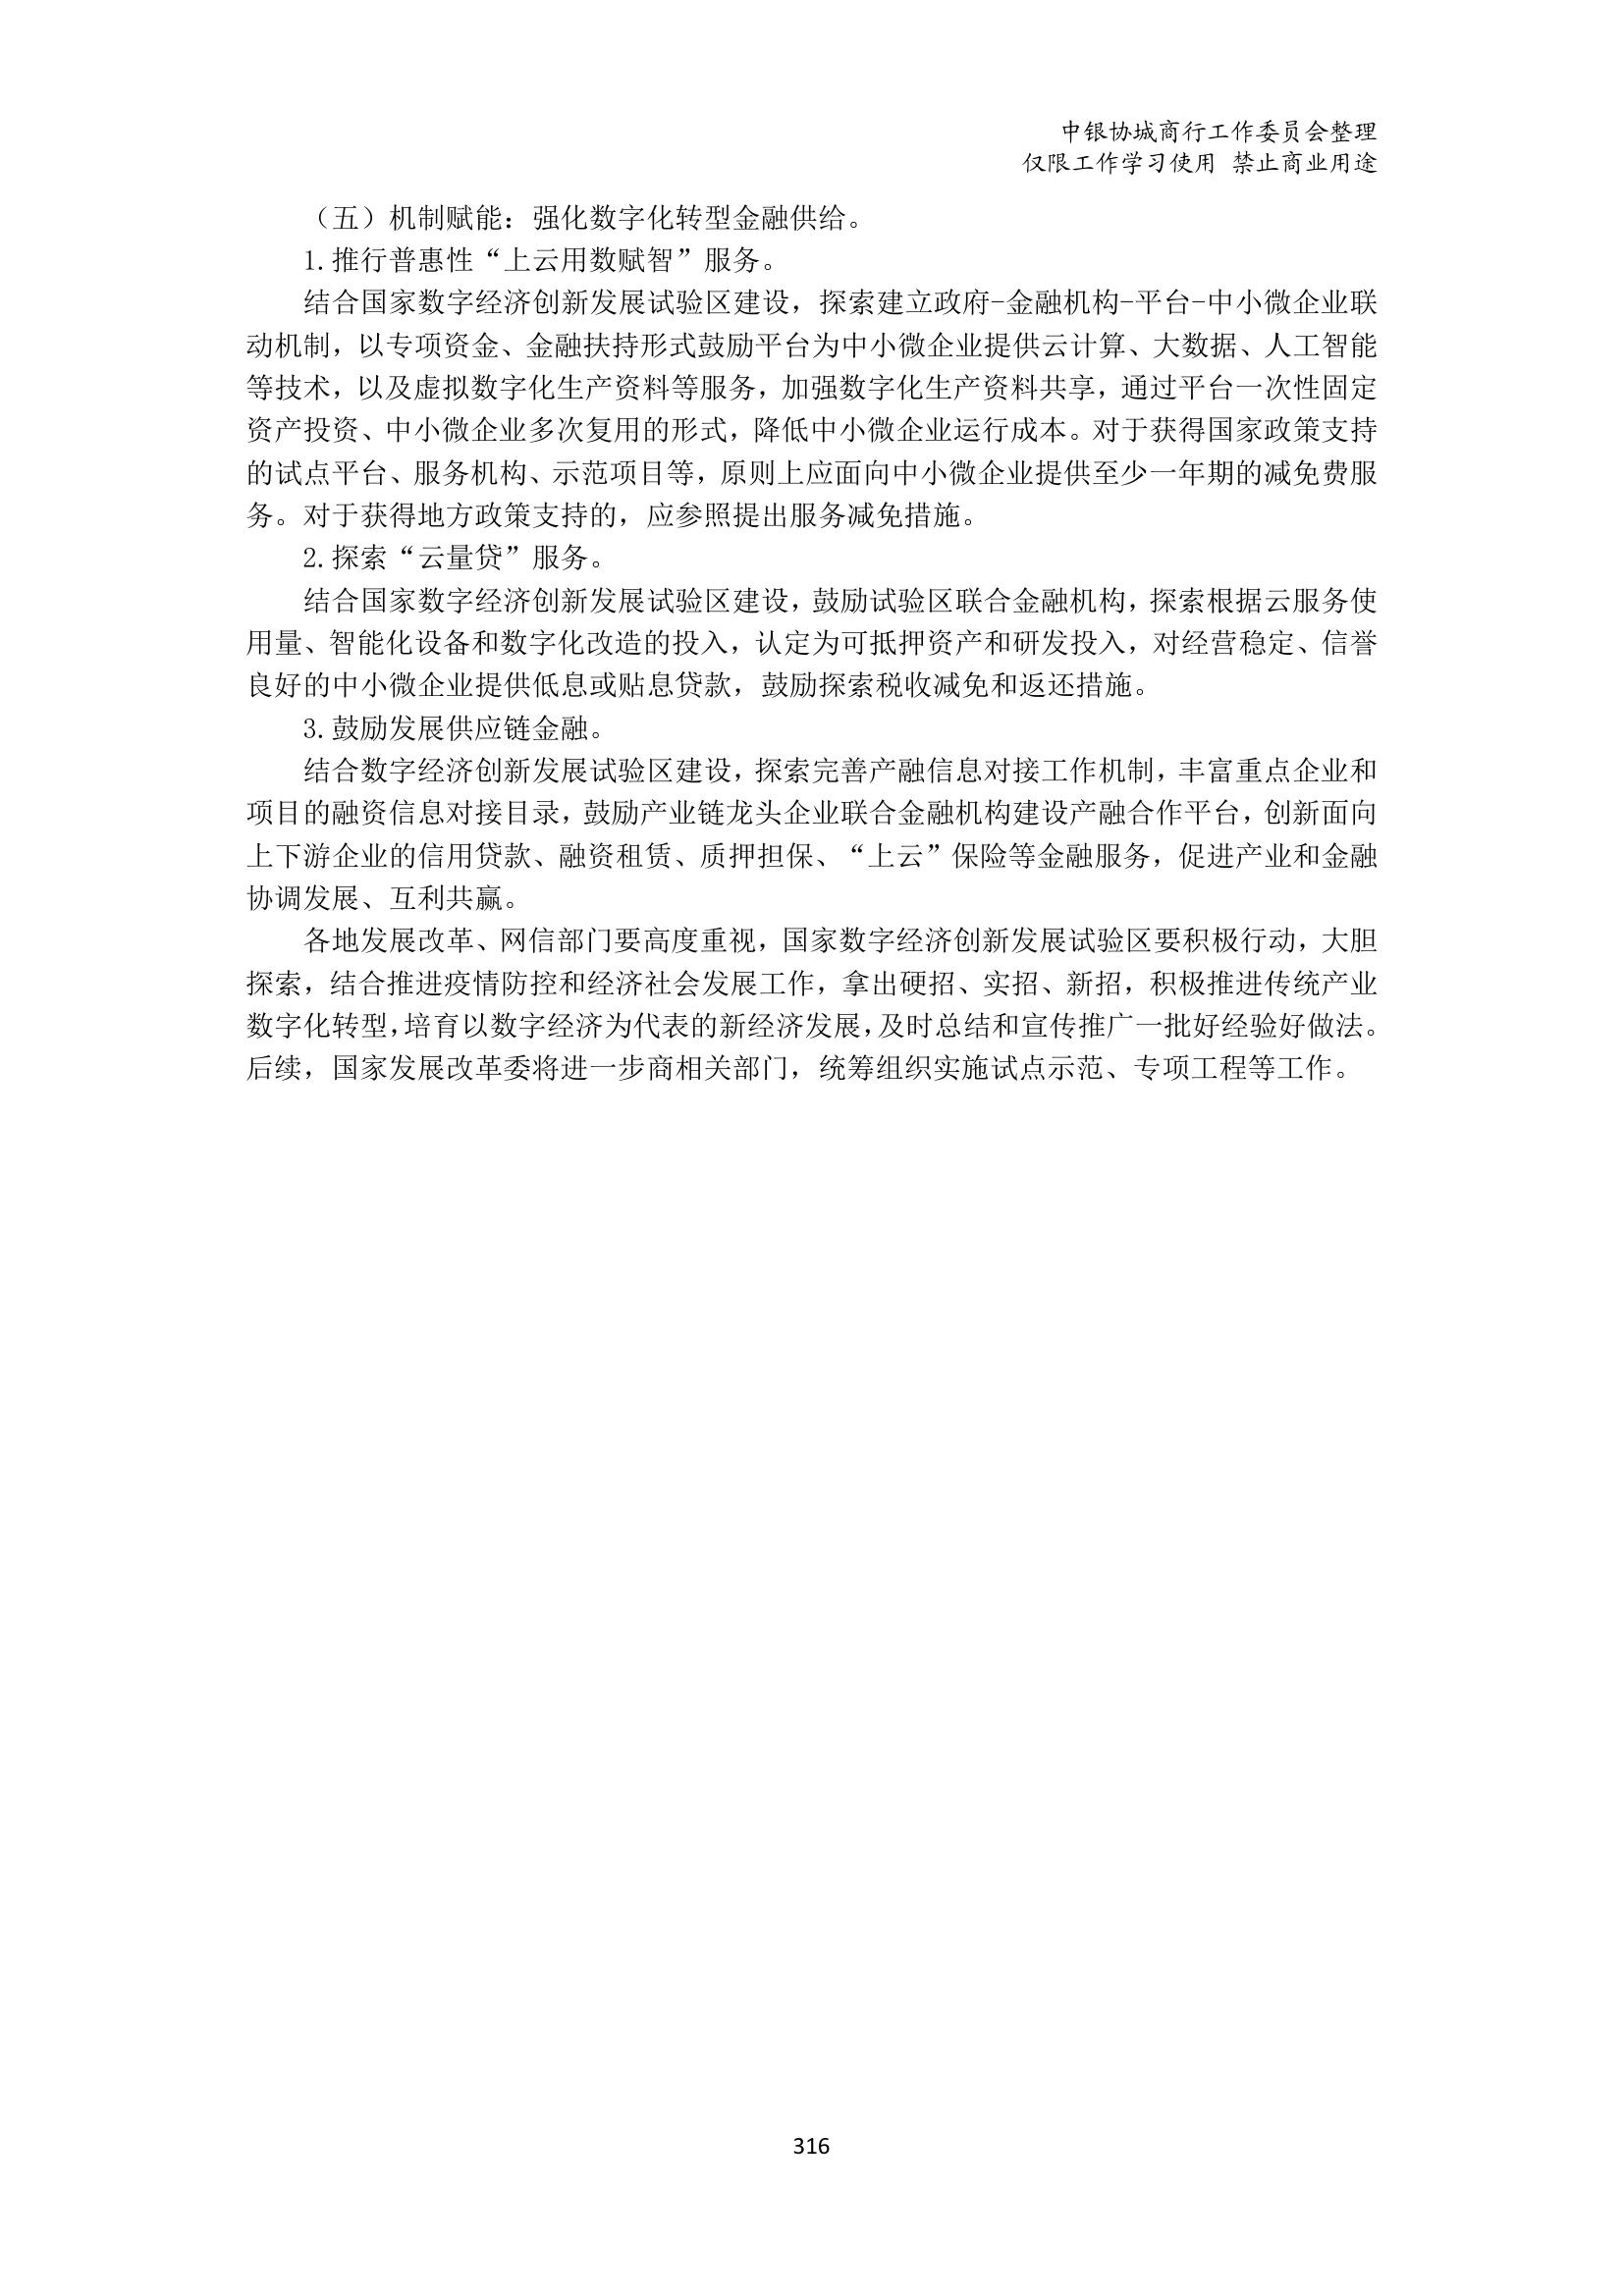 中银协城商行工作委员会整理
仅限工作学习使用 禁止商业用途
（五）机制赋能：强化数字化转型金融供给。
1.推行普惠性“上云用数赋智”服务。
结合国家数字经济创新发展试验区建设，探索建立政府-金融机构-平台-中小微企业联
动机制，以专项资金、金融扶持形式鼓励平台为中小微企业提供云计算、大数据、人工智能
等技术，以及虚拟数字化生产资料等服务，加强数字化生产资料共享，通过平台一次性固定
资产投资、中小微企业多次复用的形式，降低中小微企业运行成本。对于获得国家政策支持
的试点平台、服务机构、示范项目等，原则上应面向中小微企业提供至少一年期的减免费服
务。对于获得地方政策支持的，应参照提出服务减免措施。
2.探索“云量贷”服务。
结合国家数字经济创新发展试验区建设，鼓励试验区联合金融机构，探索根据云服务使
用量、智能化设备和数字化改造的投入，认定为可抵押资产和研发投入，对经营稳定、信誉
良好的中小微企业提供低息或贴息贷款，鼓励探索税收减免和返还措施。
3.鼓励发展供应链金融。
结合数字经济创新发展试验区建设，探索完善产融信息对接工作机制，丰富重点企业和
项目的融资信息对接目录，鼓励产业链龙头企业联合金融机构建设产融合作平台，创新面向
上下游企业的信用贷款、融资租赁、质押担保、“上云”保险等金融服务，促进产业和金融
协调发展、互利共赢。
各地发展改革、网信部门要高度重视，国家数字经济创新发展试验区要积极行动，大胆
探索，结合推进疫情防控和经济社会发展工作，拿出硬招、实招、新招，积极推进传统产业
数字化转型，培育以数字经济为代表的新经济发展，及时总结和宣传推广一批好经验好做法。
后续，国家发展改革委将进一步商相关部门，统筹组织实施试点示范、专项工程等工作。
316